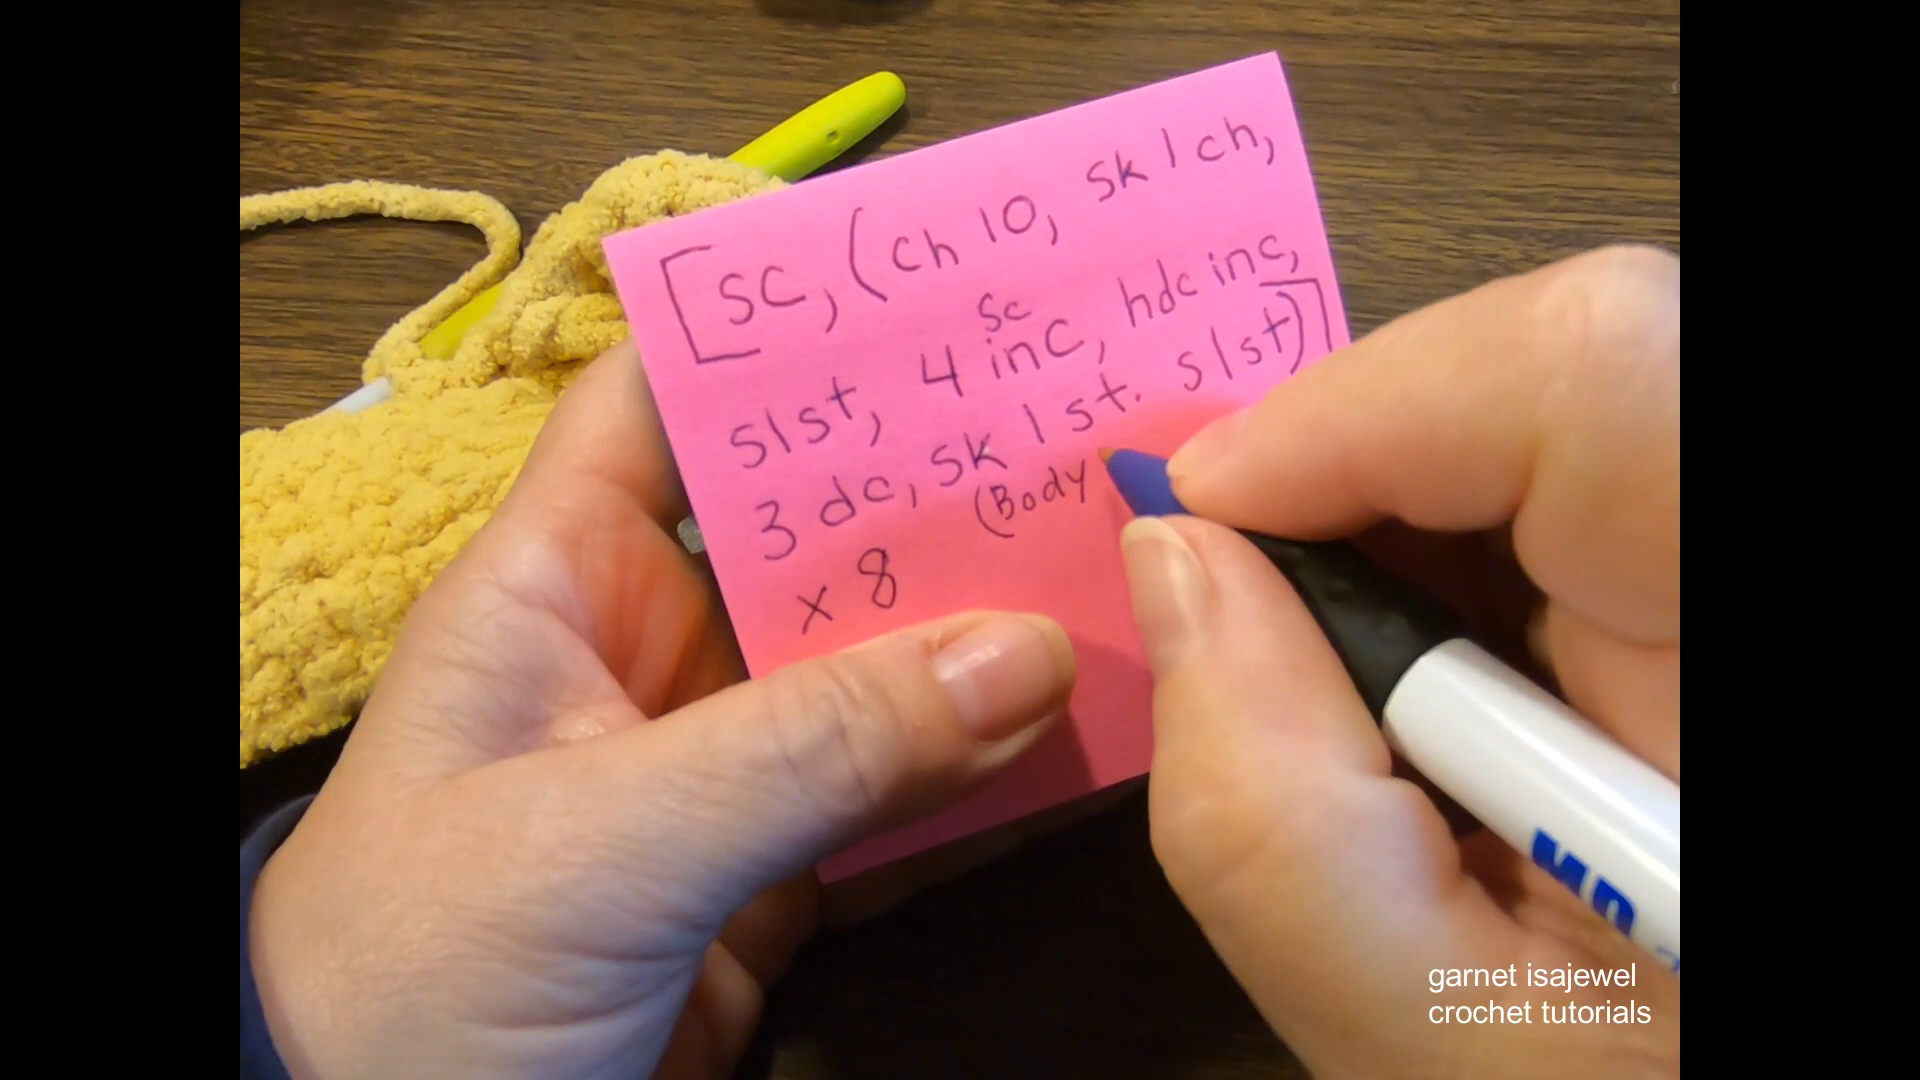 [SC, (ch 10, sk 1 ch,
slst, 4 sc inc, hdc inc,
3 dc, sk 1 st. slst)]
(Body
x 8
garnet isajewel
crochet tutorials